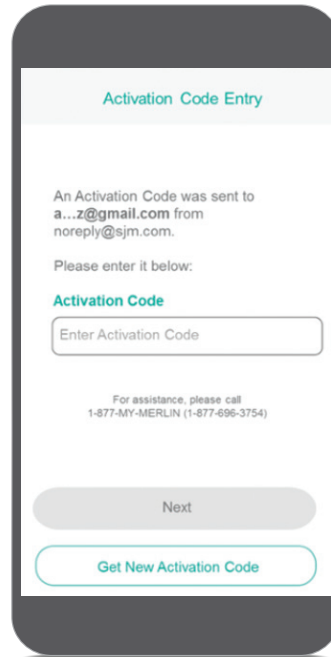 Activation Code Entry
An Activation Code was sent to
a...z@gmail.com from
noreply@sjm.com.
Please enter it below:
Activation Code
Enter Activation Code
For assistance, please call
1-877-MY-MERLIN (1-877-696-3754)
Next
Get New Activation Code